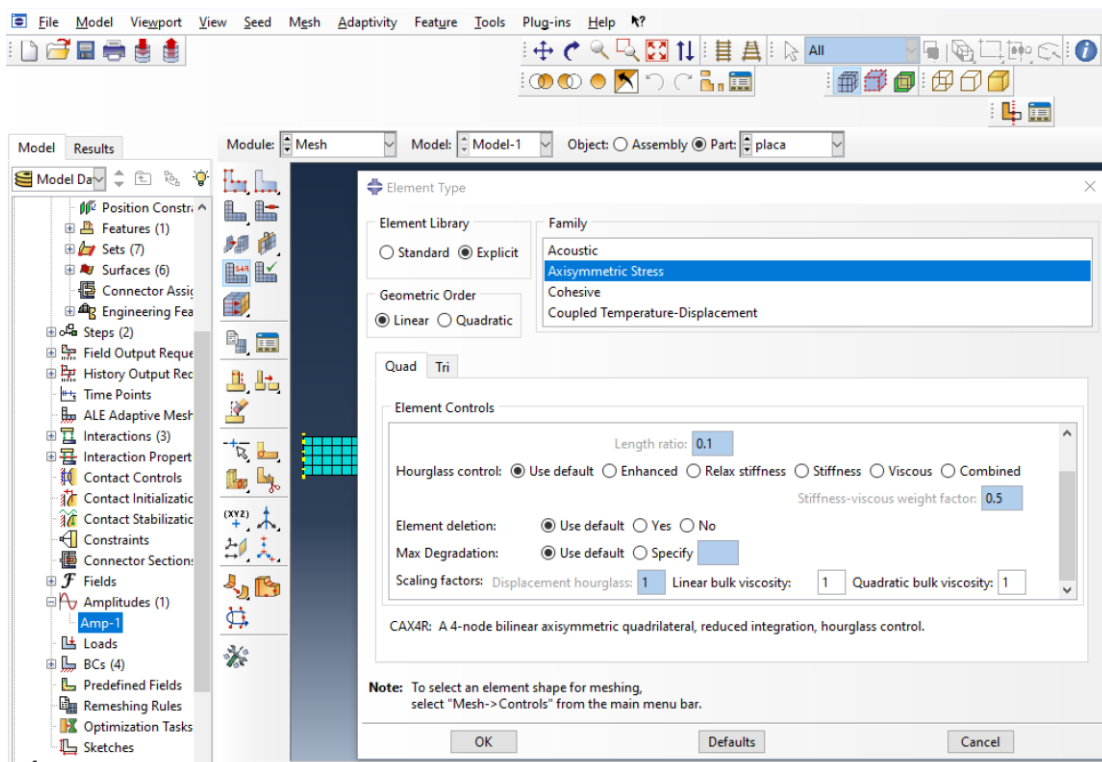 File Model Viewport View Seed Mesh Adaptivity Feature Tools Plug-ins Help
All
Model Results
Module: Mesh Model: Model-1 Object: Assembly Part: placa
Model Da
Position Constr
Features (1)
Sets (7)
Surfaces (6)
Connector Assig
Engineering Fea
Steps (2)
Field Output Reque
History Output Rec
Time Points
ALE Adaptive Mesh
Interactions (3)
Interaction Propert
Contact Controls
Contact Initializatic
Contact Stabilizatic
Constraints
Connector Sections
Fields
Amplitudes (1)
Amp-1
Loads
BCs (4)
Predefined Fields
Remeshing Rules
Optimization Tasks
Sketches
S4R
(XYZ)
Element Type
Element Library
Standard Explicit
Geometric Order
Linear Quadratic
Family
Acoustic
Axisymmetric Stress
Cohesive
Coupled Temperature-Displacement
Quad Tri
Element Controls
Length ratio: 0.1
Hourglass control: Use default Enhanced Relax stiffness Stiffness Viscous Combined
Stiffness-viscous weight factor: 0.5
Element deletion: Use default Yes No
Max Degradation: Use default Specify
Scaling factors: Displacement hourglass: 1 Linear bulk viscosity: 1 Quadratic bulk viscosity: 1
CAX4R: A 4-node bilinear axisymmetric quadrilateral, reduced integration, hourglass control.
Note: To select an element shape for meshing,
select "Mesh->Controls" from the main menu bar.
OK Defaults Cancel